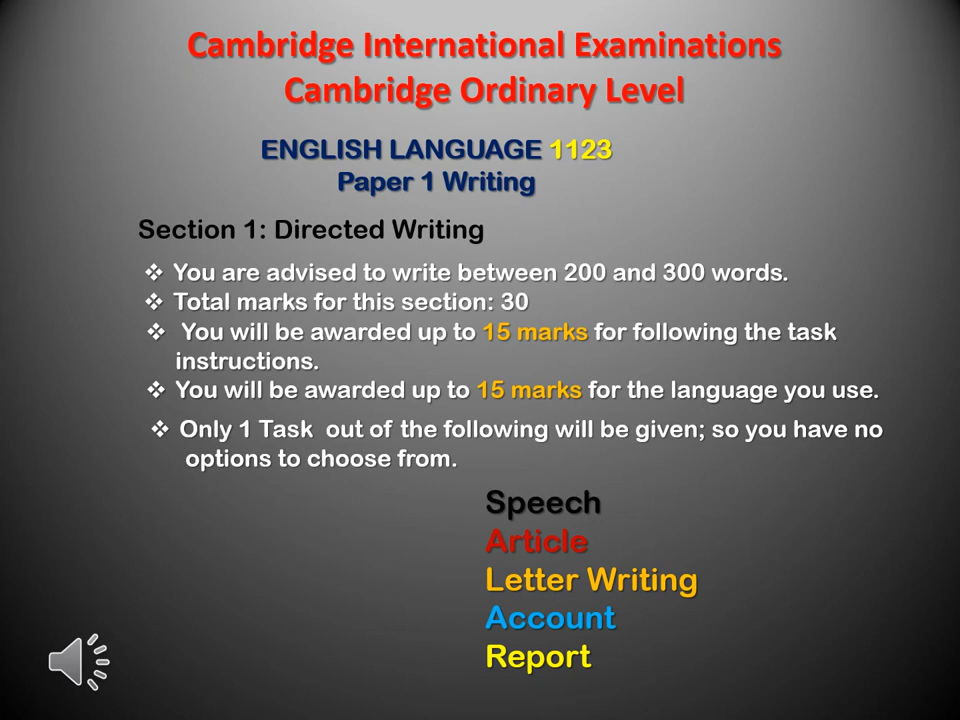 Cambridge International Examinations
Cambridge Ordinary Level
ENGLISH LANGUAGE 1123
Paper 1 Writing
Section 1: Directed Writing
❖ You are advised to write between 200 and 300 words.
❖ Total marks for this section: 30
❖ You will be awarded up to 15 marks for following the task
instructions.
❖ You will be awarded up to 15 marks for the language you use.
❖ Only 1 Task out of the following will be given; so you have no
options to choose from.
Speech
Article
Letter Writing
Account
Report